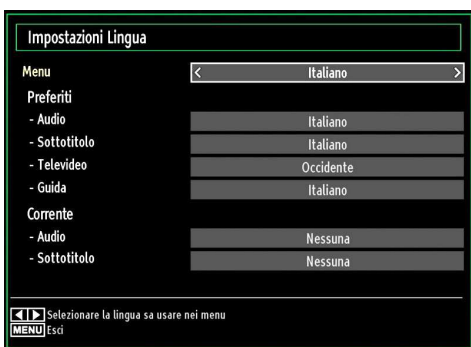 Impostazioni Lingua
Menu < Italiano >
Preferiti
- Audio Italiano
- Sottotitolo Italiano
- Televideo Occidente
- Guida Italiano
Corrente
- Audio Nessuna
- Sottotitolo Nessuna
Selezionare la lingua sa usare nei menu
MENU Esci